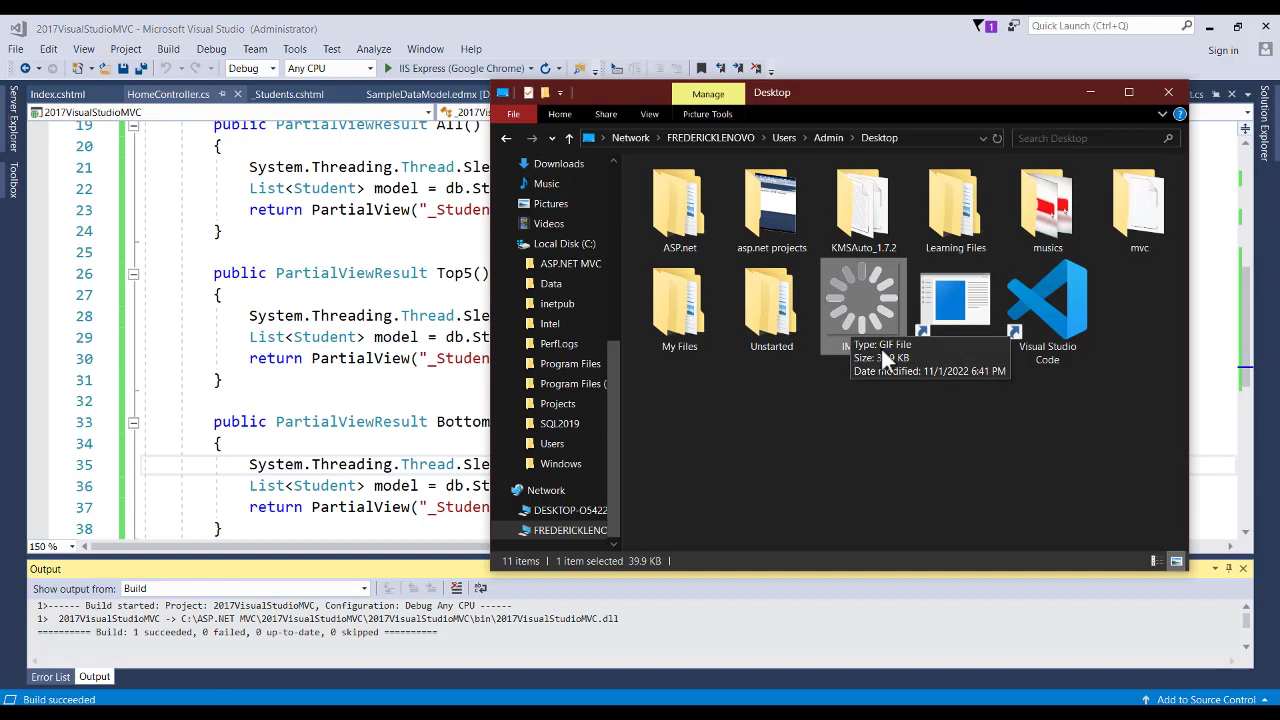 2017VisualStudioMVC - Microsoft Visual Studio (Administrator)
1
Quick Launch (Ctrl+Q)
File Edit View Project Build Debug Team Tools Test Analyze Window Help
Sign in
Debug Any CPU IIS Express (Google Chrome)
Index.cshtml HomeController.cs _Students.cshtml SampleDataModel.edmx
2017VisualStudioMVC
Server Explorer
Toolbox
19 public PartialViewResult All()
20 {
21 System.Threading.Thread.Sle
22 List<Student> model = db.St
23 return PartialView("_Studen
24 }
25
26 public PartialViewResult Top5()
27 {
28 System.Threading.Thread.Sle
29 List<Student> model = db.St
30 return PartialView("_Studen
31 }
32
33 public PartialViewResult Bottom
34 {
35 System.Threading.Thread.Sle
36 List<Student> model = db.St
37 return PartialView("_Studen
38 }
150 %
Manage Desktop
File Home Share View Picture Tools
Network FREDERICKLENOVO Users Admin Desktop
Search Desktop
Downloads
Music
Pictures
Videos
Local Disk (C:)
ASP.NET MVC
Data
inetpub
Intel
PerfLogs
Program Files
Program Files (
Projects
SQL2019
Users
Windows
Network
DESKTOP-O5422
FREDERICKLENO
ASP.net asp.net projects KMSAuto_1.7.2 Learning Files musics mvc
My Files Unstarted Visual Studio Code
Type: GIF File
Size: KB
Date modified: 11/1/2022 6:41 PM
11 items 1 item selected 39.9 KB
Output
Show output from: Build
1>------ Build started: Project: 2017VisualStudioMVC, Configuration: Debug Any CPU ------
1> 2017VisualStudioMVC -> C:\ASP.NET MVC\2017VisualStudioMVC\2017VisualStudioMVC\bin\2017VisualStudioMVC.dll
========== Build: 1 succeeded, 0 failed, 0 up-to-date, 0 skipped ==========
Error List Output
Build succeeded
Add to Source Control